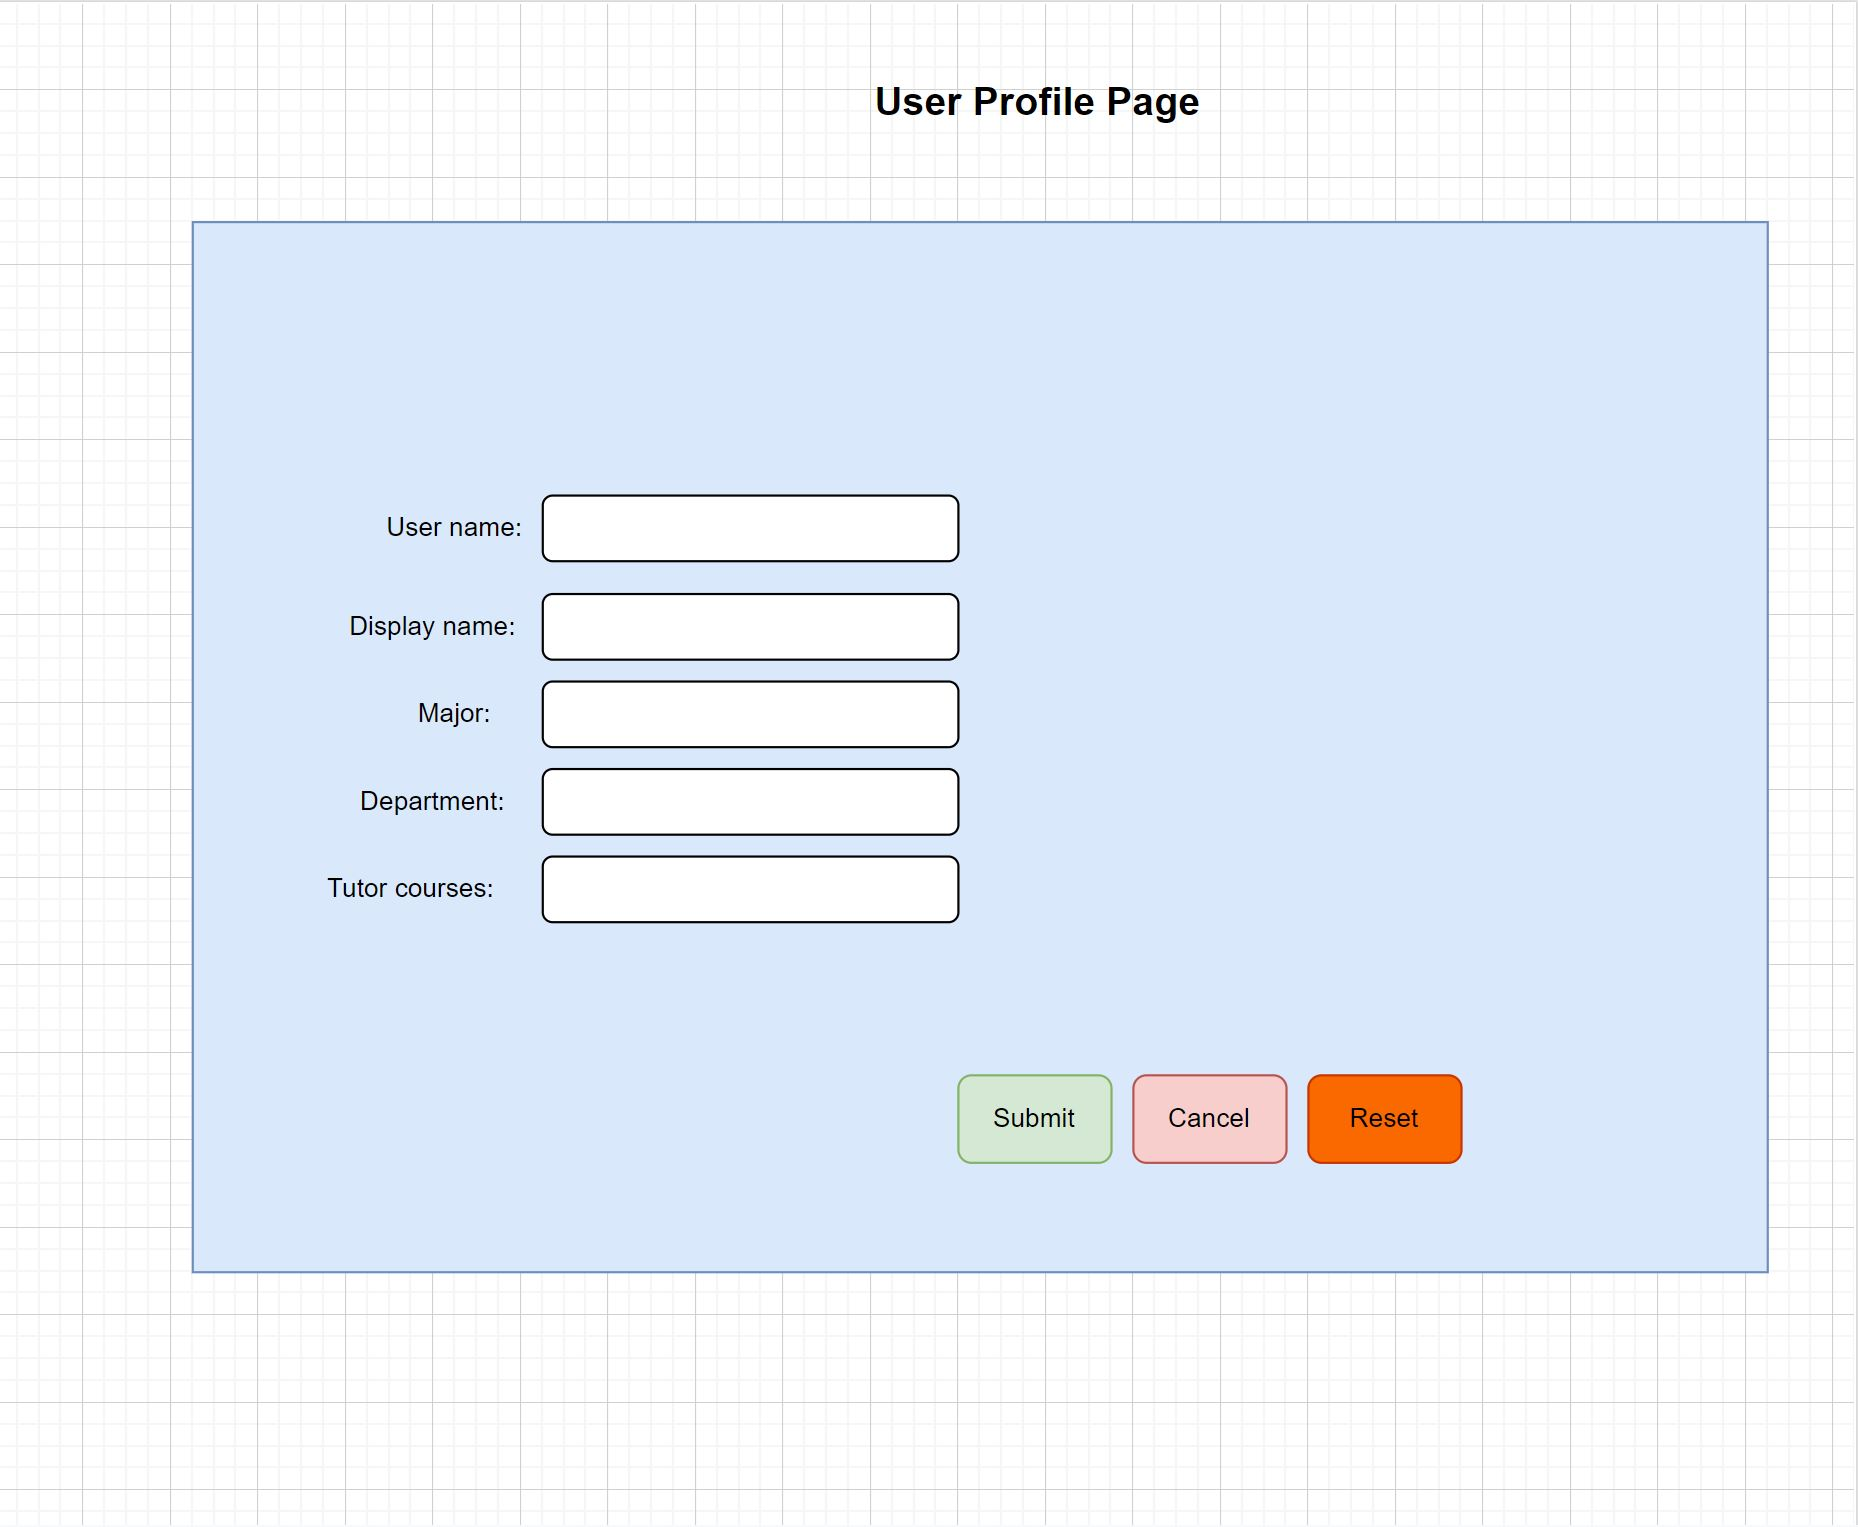 User Profile Page
User name:
Display name:
Major:
Department:
Tutor courses:
Submit
Cancel
Reset